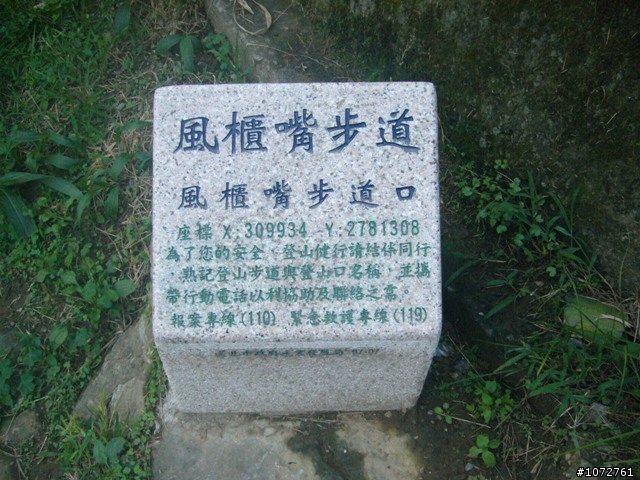 風櫃嘴步道
風櫃嘴步道口
座標 X:309934 Y:2781308
為了您的安全，登山健行請結伴同行
，熟記登山步道與登山口名稱，並攜
帶行動電話以利協助及聯絡之需。
報案專線(110) 緊急救護專線(119)
#1072761